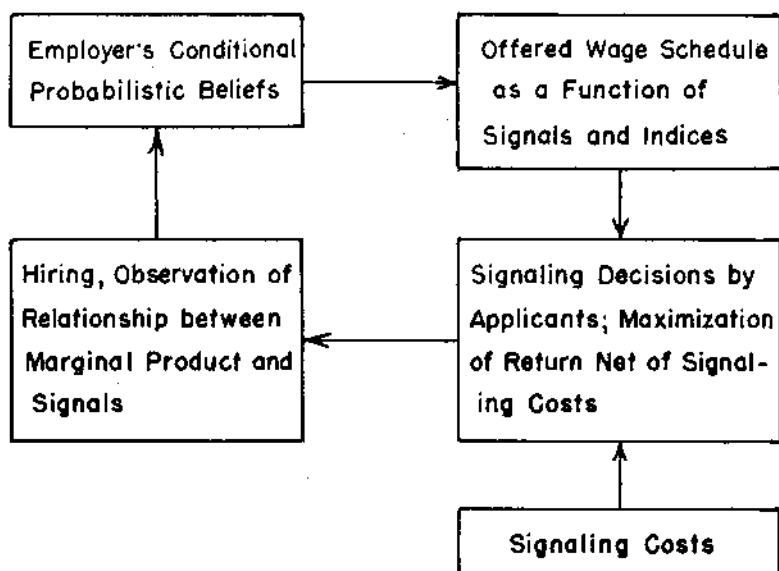 Employer's Conditional
Probabilistic Beliefs
Offered Wage Schedule
as a Function of
Signals and Indices
Hiring, Observation of
Relationship between
Marginal Product and
Signals
Signaling Decisions by
Applicants; Maximization
of Return Net of Signal-
ing Costs
Signaling Costs